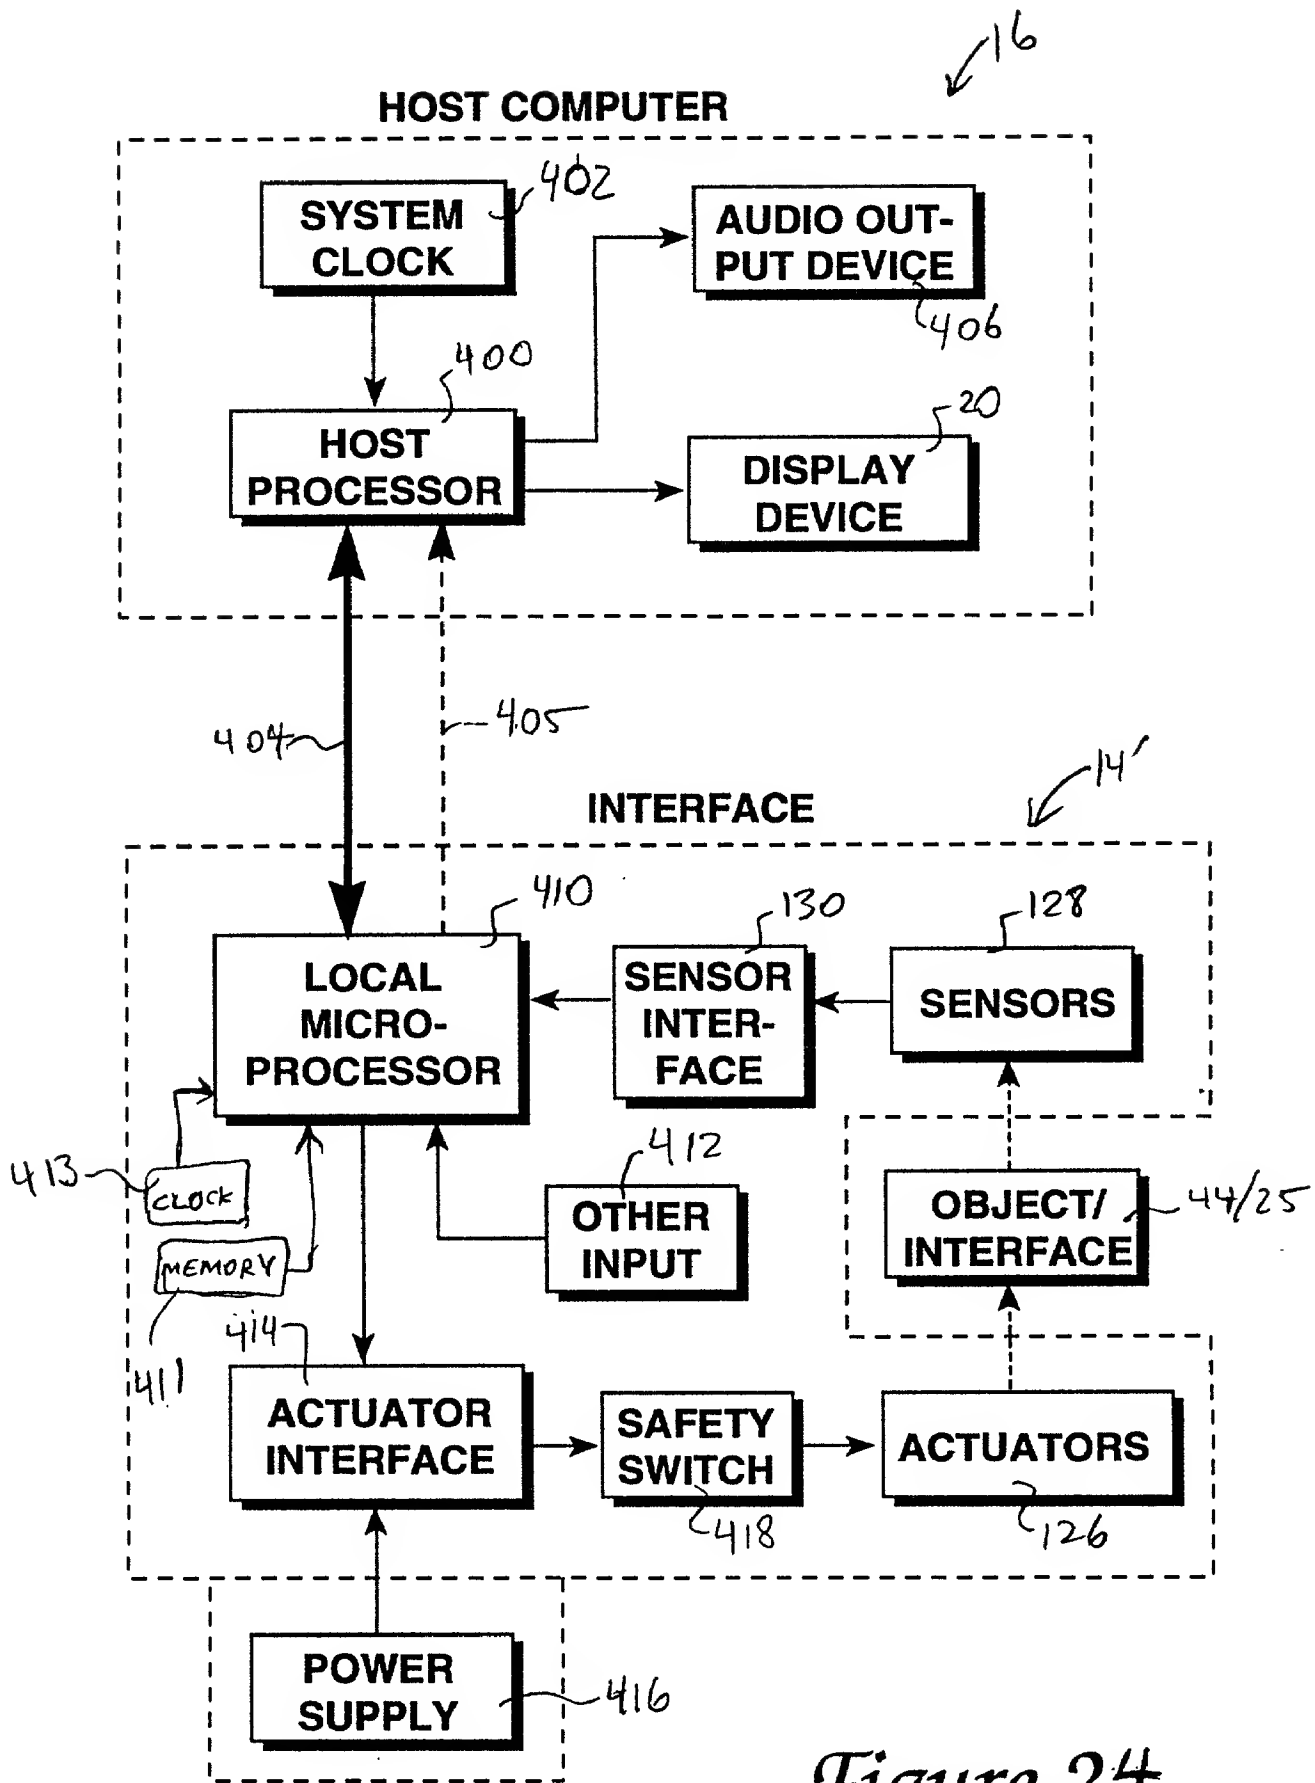 16
HOST COMPUTER
402
SYSTEM
CLOCK
AUDIO OUT-
PUT DEVICE
406
400
HOST
PROCESSOR
20
DISPLAY
DEVICE
404
405
14'
INTERFACE
410
LOCAL
MICRO-
PROCESSOR
130
SENSOR
INTER-
FACE
128
SENSORS
413
CLOCK
MEMORY
411
412
OTHER
INPUT
OBJECT/
INTERFACE
44/25
414
ACTUATOR
INTERFACE
SAFETY
SWITCH
418
ACTUATORS
126
POWER
SUPPLY
416
Figure 24